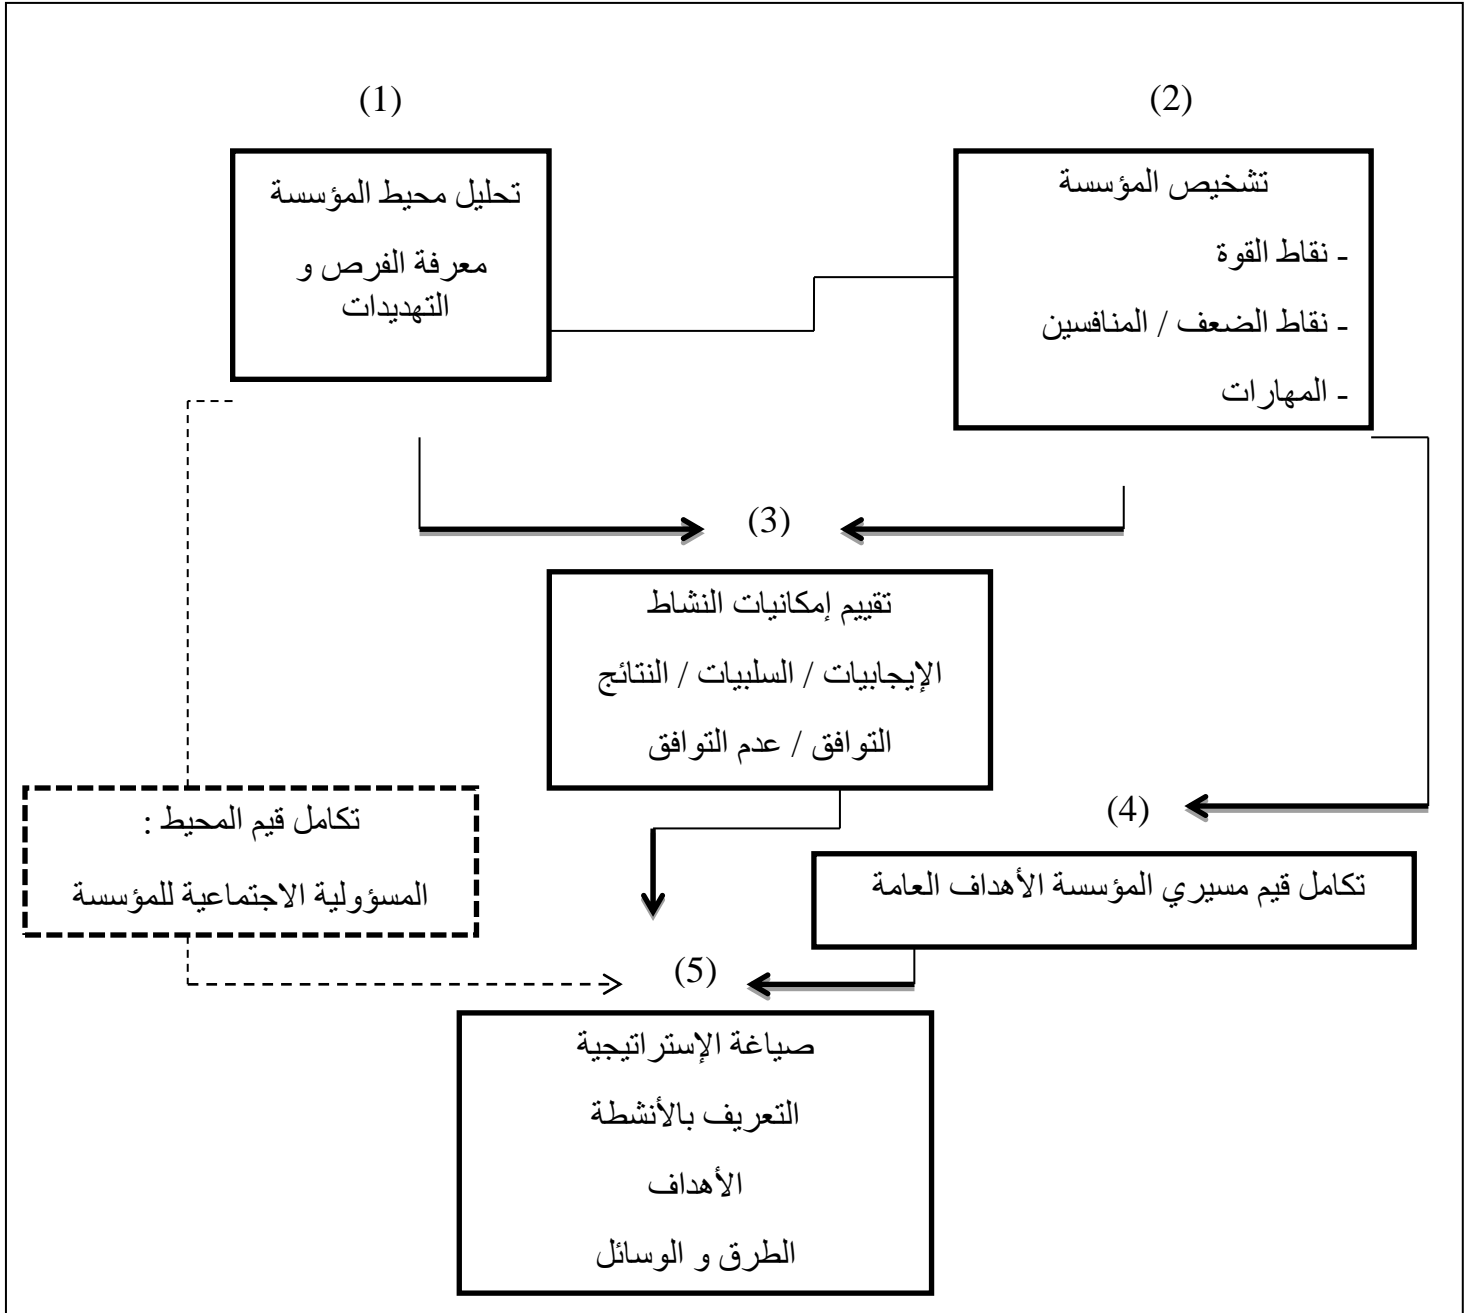 (1)
تحليل محيط المؤسسة
معرفة الفرص و
التهديدات
(2)
تشخيص المؤسسة
- نقاط القوة
- نقاط الضعف / المنافسين
- المهارات
(3)
تقييم إمكانيات النشاط
الإيجابيات / السلبيات / النتائج
التوافق / عدم التوافق
تكامل قيم المحيط :
المسؤولية الاجتماعية للمؤسسة
(4)
تكامل قيم مسيري المؤسسة الأهداف العامة
(5)
صياغة الإستراتيجية
التعريف بالأنشطة
الأهداف
الطرق و الوسائل